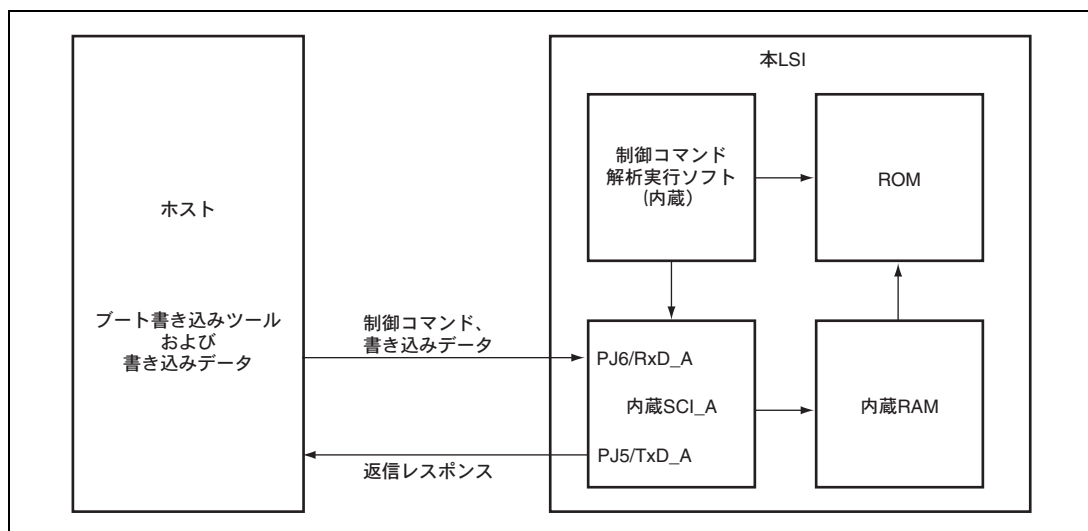 ホスト
ブート書き込みツール
および
書き込みデータ
制御コマンド、
書き込みデータ
返信レスポンス
本LSI
制御コマンド
解析実行ソフト
(内蔵）
ROM
PJ6/RxD_A
内蔵SCI_A
PJ5/TxD_A
内蔵RAM